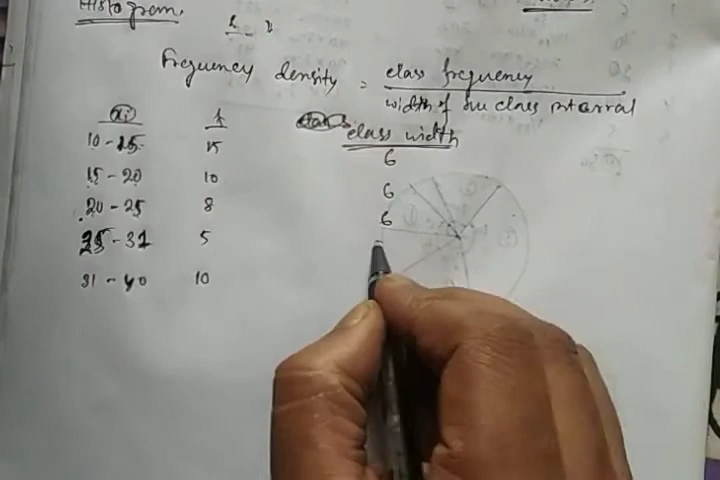 Histogram.
Frequency density = class frequency
width of the class interval
xi f class width
10 - 15 15 6
15 - 20 10 6
20 - 25 8 6
25 - 31 5
31 - 40 10